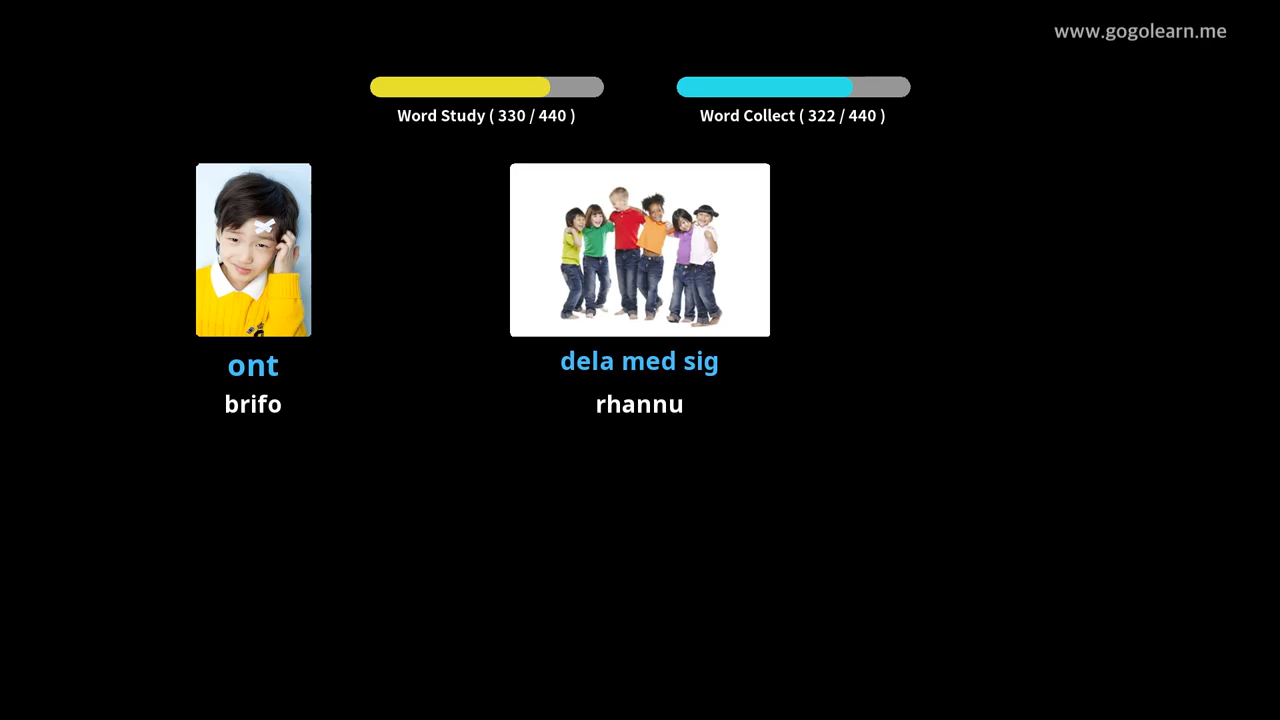 www.gogolearn.me
Word Study ( 330 / 440 )
Word Collect ( 322 / 440 )
ont
brifo
dela med sig
rhannu